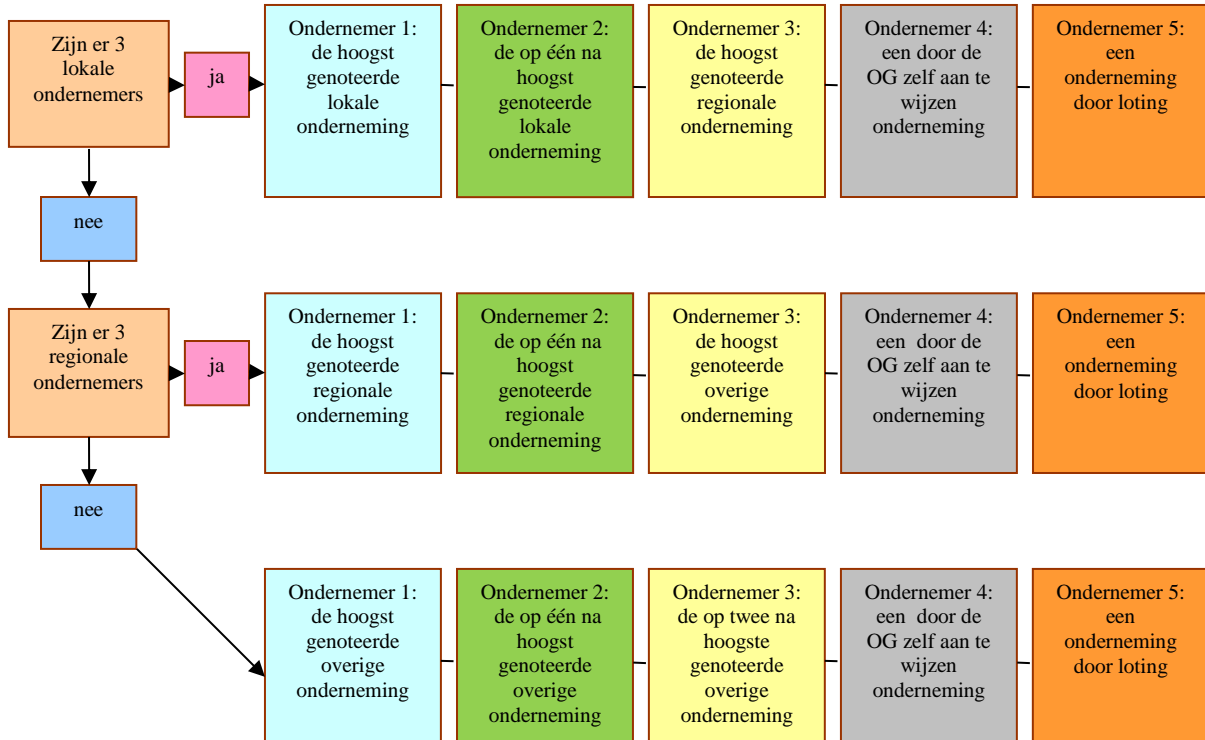 Zijn er 3
lokale
ondernemers
ja
Ondernemer 1:
de hoogst
genoteerde
lokale
onderneming
Ondernemer 2:
de op één na
hoogst
genoteerde
lokale
onderneming
Ondernemer 3:
de hoogst
genoteerde
regionale
onderneming
Ondernemer 4:
een door de
OG zelf aan te
wijzen
onderneming
Ondernemer 5:
een
onderneming
door loting
nee
Zijn er 3
regionale
ondernemers
ja
Ondernemer 1:
de hoogst
genoteerde
regionale
onderneming
Ondernemer 2:
de op één na
hoogst
genoteerde
regionale
onderneming
Ondernemer 3:
de hoogst
genoteerde
overige
onderneming
Ondernemer 4:
een door de
OG zelf aan te
wijzen
onderneming
Ondernemer 5:
een
onderneming
door loting
nee
Ondernemer 1:
de hoogst
genoteerde
overige
onderneming
Ondernemer 2:
de op één na
hoogst
genoteerde
overige
onderneming
Ondernemer 3:
de op twee na
hoogste
genoteerde
overige
onderneming
Ondernemer 4:
een door de
OG zelf aan te
wijzen
onderneming
Ondernemer 5:
een
onderneming
door loting